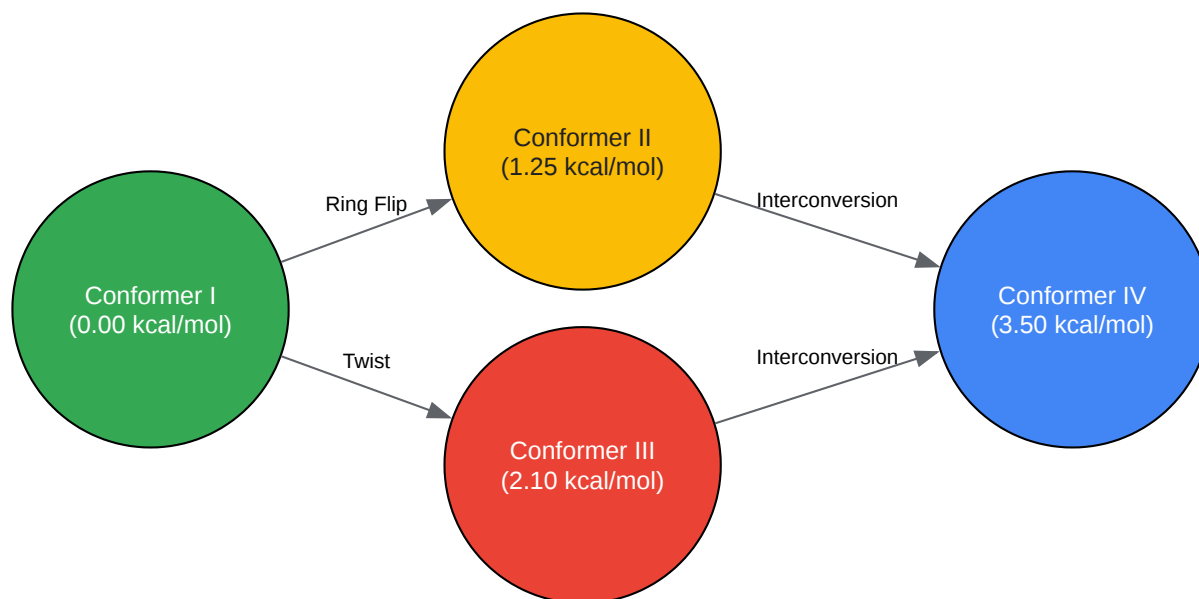 Conformer I
(0.00 kcal/mol)
Ring Flip
Twist
Conformer II
(1.25 kcal/mol)
Conformer III
(2.10 kcal/mol)
Interconversion
Interconversion
Conformer IV
(3.50 kcal/mol)